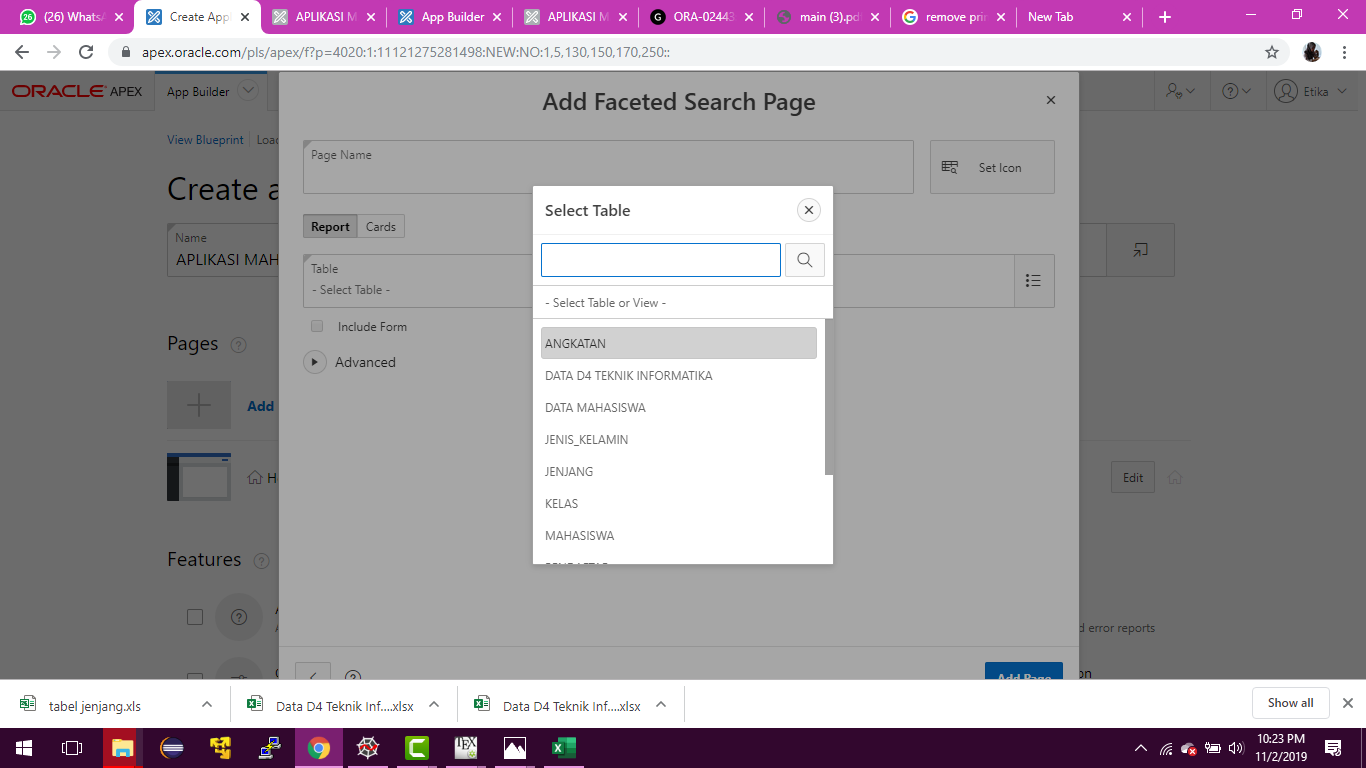 (26) WhatsA
Create Appl
APLIKASI M
App Builder
APLIKASI M
ORA-02443
main (3).pdf
remove prin
New Tab
apex.oracle.com/pls/apex/f?p=4020:1:11121275281498:NEW:NO:1,5,130,150,170,250::
ORACLE APEX
App Builder
Etika
View Blueprint
Load
Add Faceted Search Page
Page Name
Set Icon
Create a
Name
APLIKASI MAH
Report
Cards
Table
- Select Table -
Include Form
Advanced
Select Table
- Select Table or View -
ANGKATAN
DATA D4 TEKNIK INFORMATIKA
DATA MAHASISWA
JENIS_KELAMIN
JENJANG
KELAS
MAHASISWA
Pages
Add
H
Edit
Features
d error reports
on
Add Page
tabel jenjang.xls
Data D4 Teknik Inf....xlsx
Data D4 Teknik Inf....xlsx
Show all
10:23 PM
11/2/2019